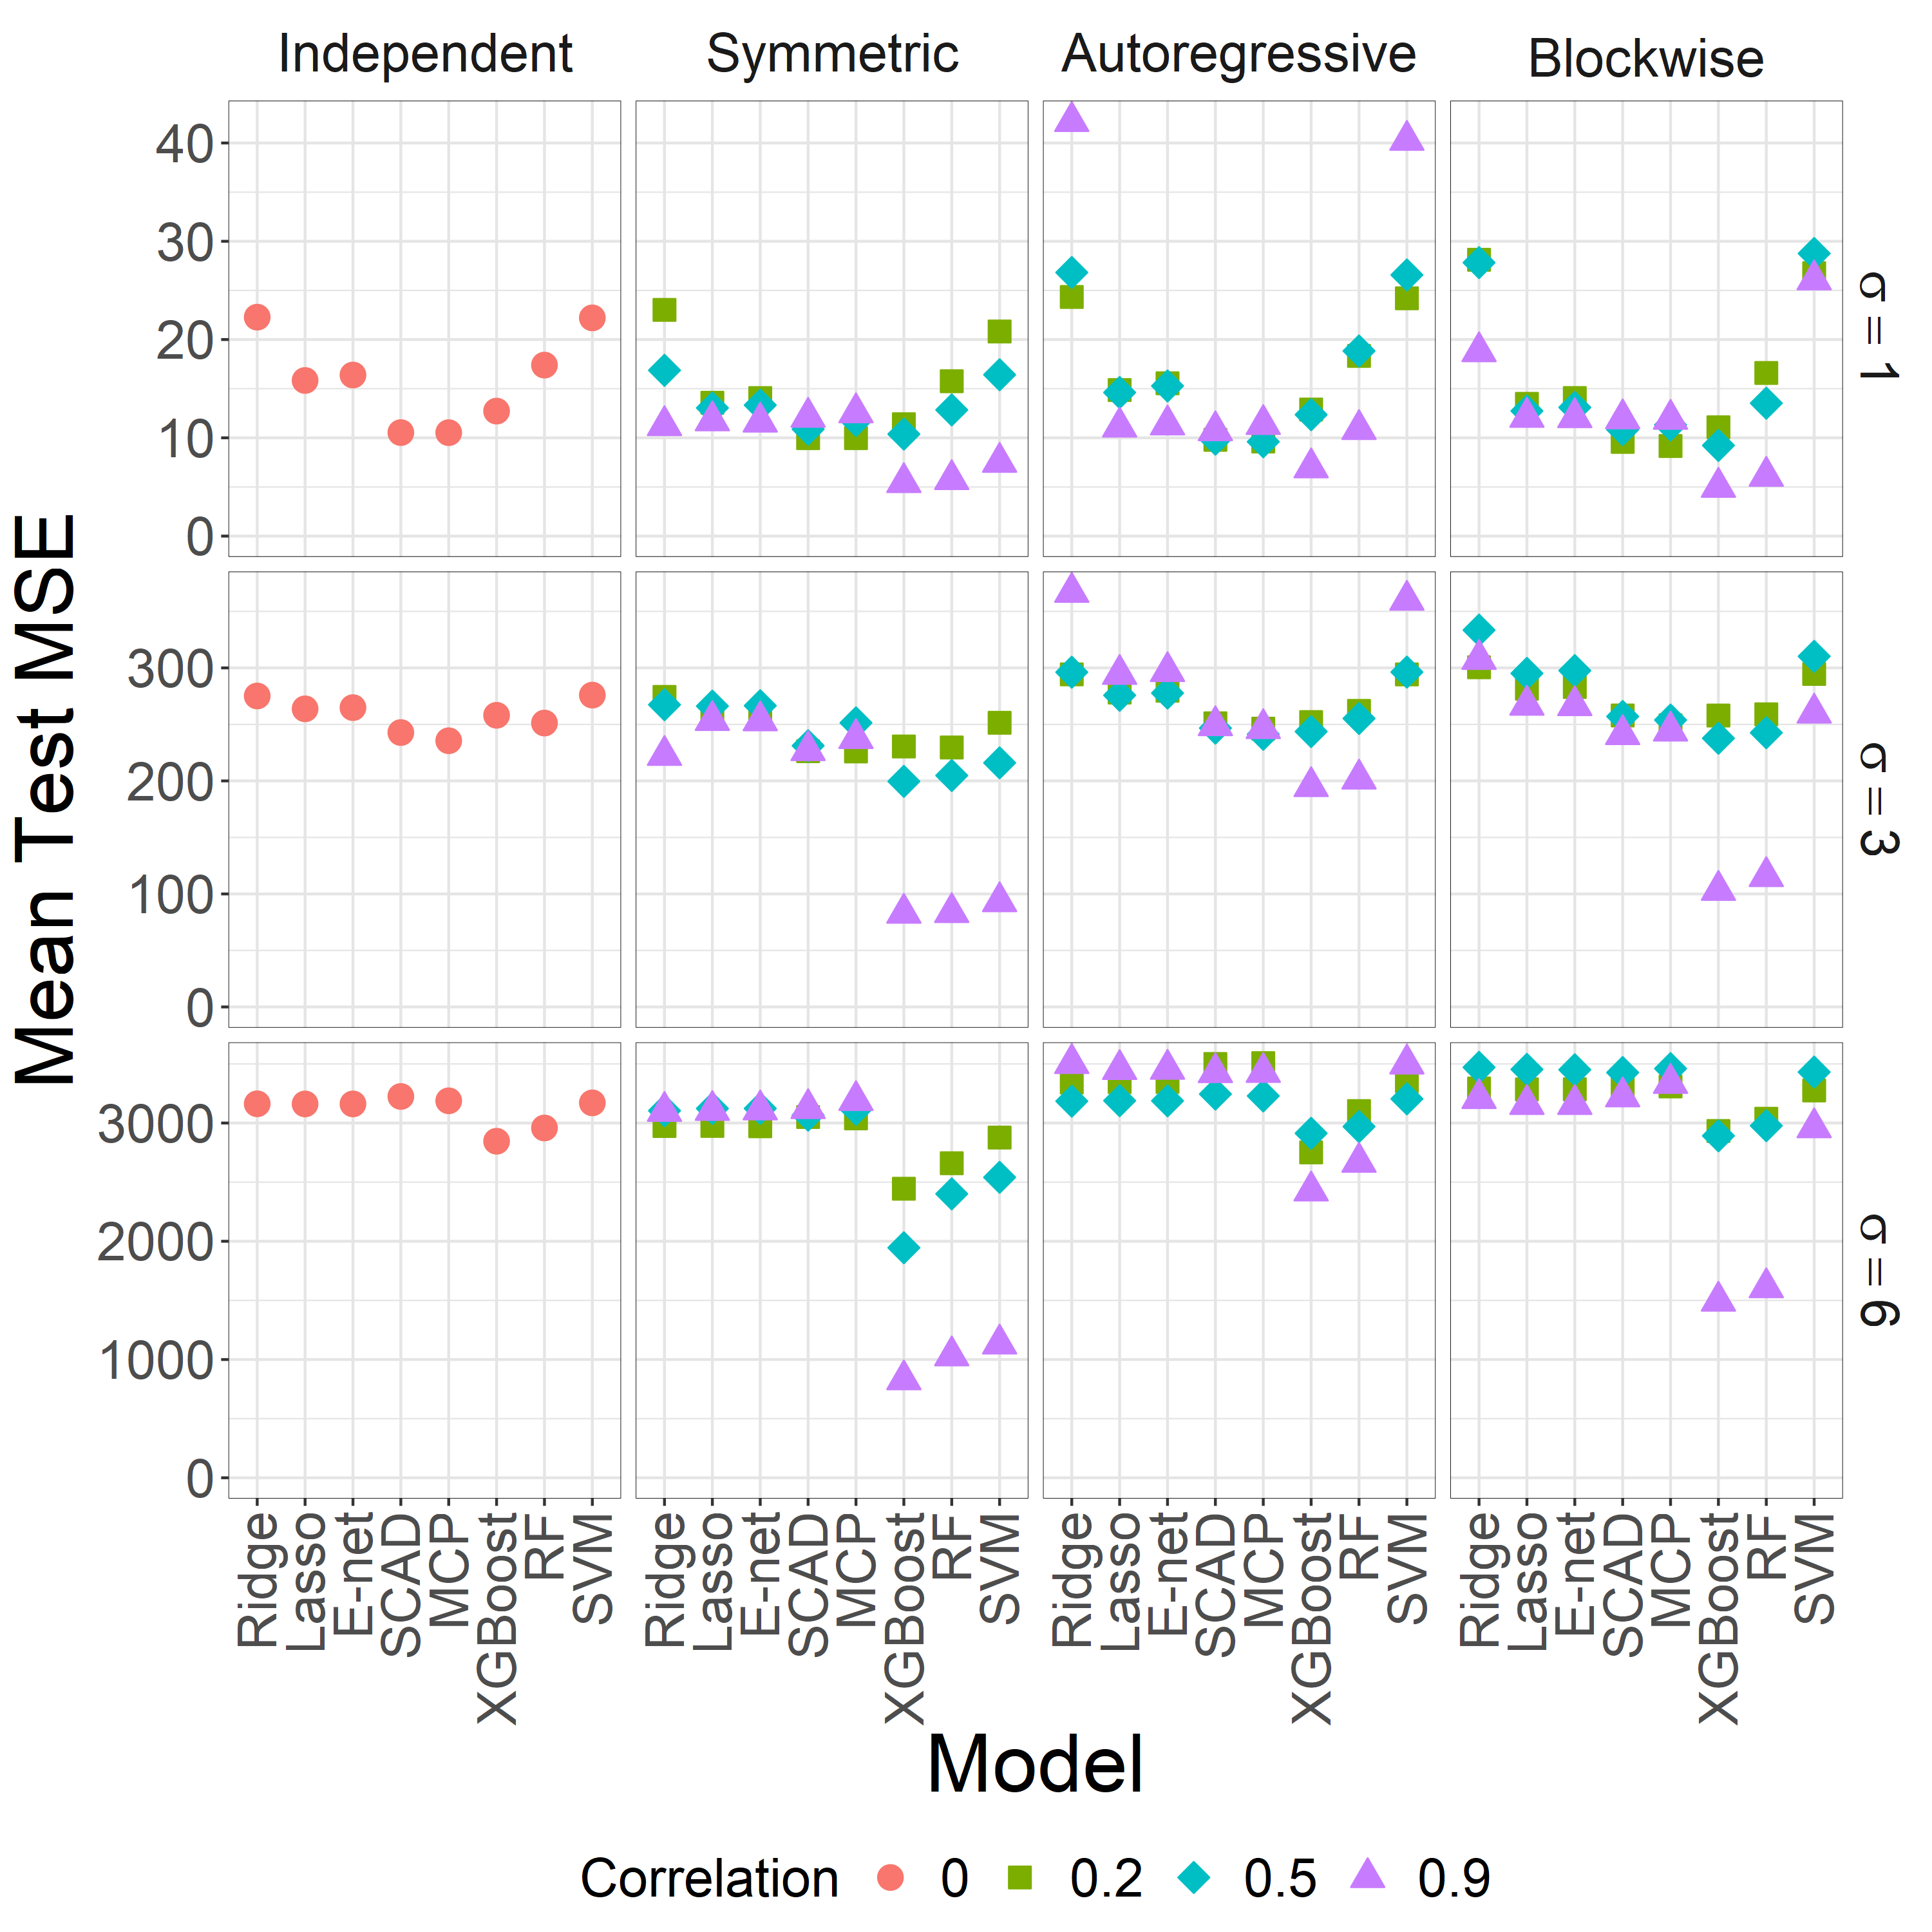 Independent Symmetric Autoregressive Blockwise
40
30
20
10
0
σ = 1
300
200
100
0
σ = 3
3000
2000
1000
0
σ = 6
Mean Test MSE
Ridge Lasso E-net SCAD MCP XGBoost RF SVM Ridge Lasso E-net SCAD MCP XGBoost RF SVM Ridge Lasso E-net SCAD MCP XGBoost RF SVM Ridge Lasso E-net SCAD MCP XGBoost RF SVM
Model
Correlation 0 0.2 0.5 0.9